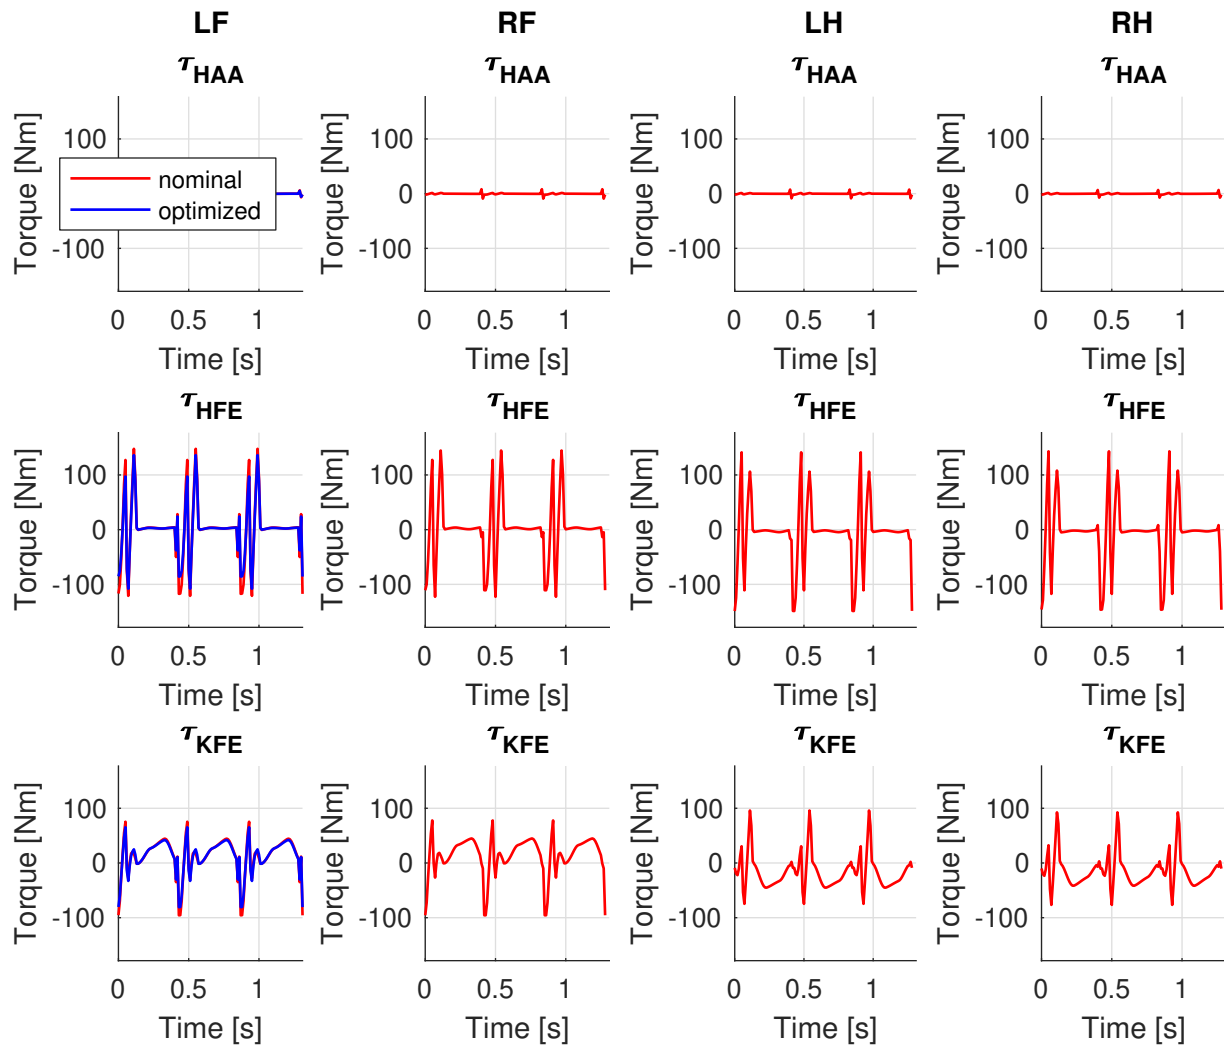 LF RF LH RH
τHAA τHAA τHAA τHAA
Torque [Nm] Torque [Nm] Torque [Nm] Torque [Nm]
100 100 100 100
nominal
0 0 0
optimized
-100 -100 -100 -100
0 0.5 1 0 0.5 1 0 0.5 1 0 0.5 1
Time [s] Time [s] Time [s] Time [s]
τHFE τHFE τHFE τHFE
Torque [Nm] Torque [Nm] Torque [Nm] Torque [Nm]
100 100 100 100
0 0 0 0
-100 -100 -100 -100
0 0.5 1 0 0.5 1 0 0.5 1 0 0.5 1
Time [s] Time [s] Time [s] Time [s]
τKFE τKFE τKFE τKFE
Torque [Nm] Torque [Nm] Torque [Nm] Torque [Nm]
100 100 100 100
0 0 0 0
-100 -100 -100 -100
0 0.5 1 0 0.5 1 0 0.5 1 0 0.5 1
Time [s] Time [s] Time [s] Time [s]